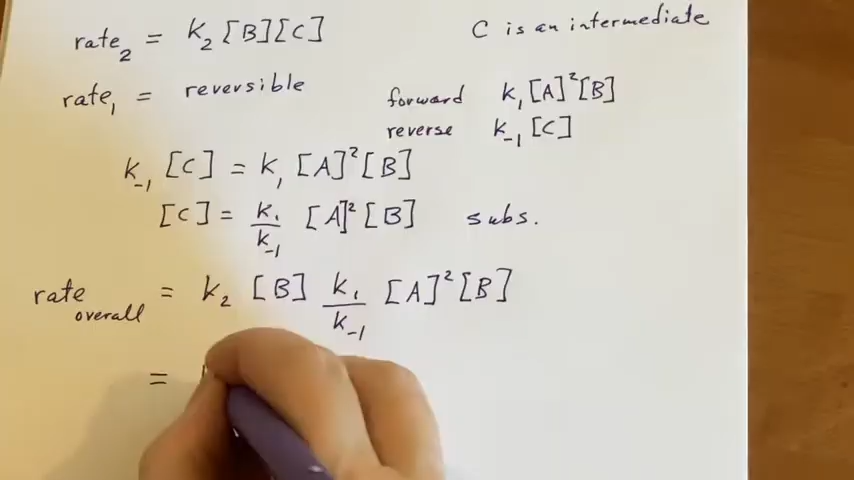 rate₂ = k₂ [B][C] C is an intermediate
rate₁ = reversible forward k₁[A]²[B]
reverse k₋₁ [C]
k₋₁ [C] = k₁ [A]²[B]
[C] = k₁/k₋₁ [A]²[B] subs.
rate overall = k₂ [B] k₁/k₋₁ [A]²[B]
=